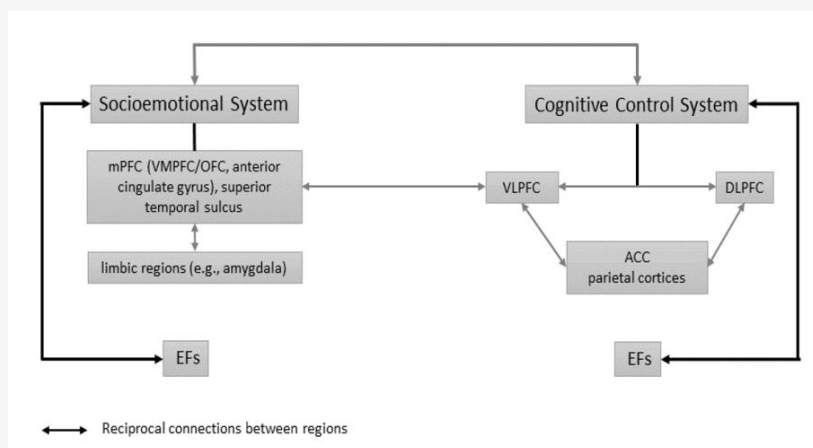 Socioemotional System
Cognitive Control System
mPFC (VMPFC/OFC, anterior
cingulate gyrus), superior
temporal sulcus
VLPFC
DLPFC
limbic regions (e.g., amygdala)
ACC
parietal cortices
EFs
EFs
Reciprocal connections between regions